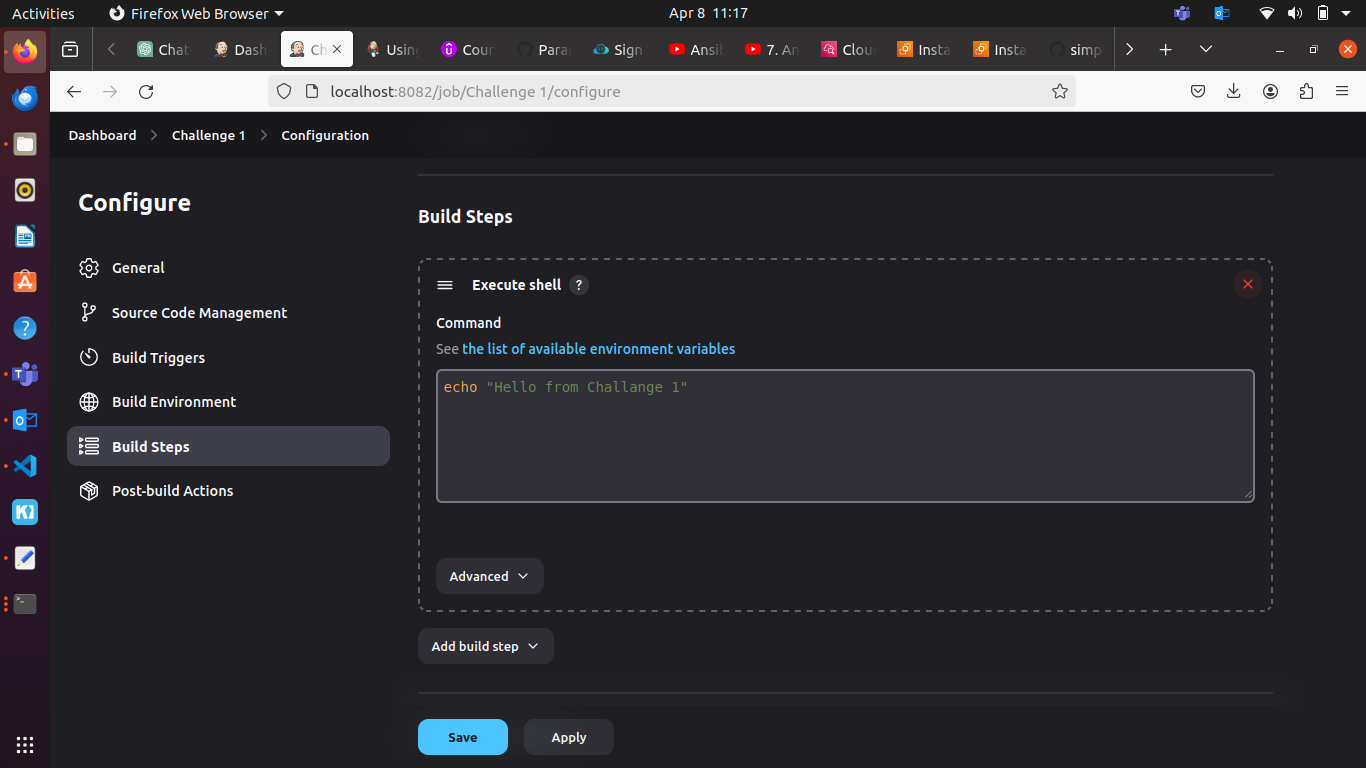 Activities Firefox Web Browser Apr 8 11:17
Chat Dash Ch Using Cour Para Sign Ansi 7. An Clou Insta Insta simp
localhost:8082/job/Challenge 1/configure
Dashboard Challenge 1 Configuration
Configure
General
Source Code Management
Build Triggers
Build Environment
Build Steps
Post-build Actions
Build Steps
Execute shell ?
Command
See the list of available environment variables
echo "Hello from Challange 1"
Advanced
Add build step
Save Apply